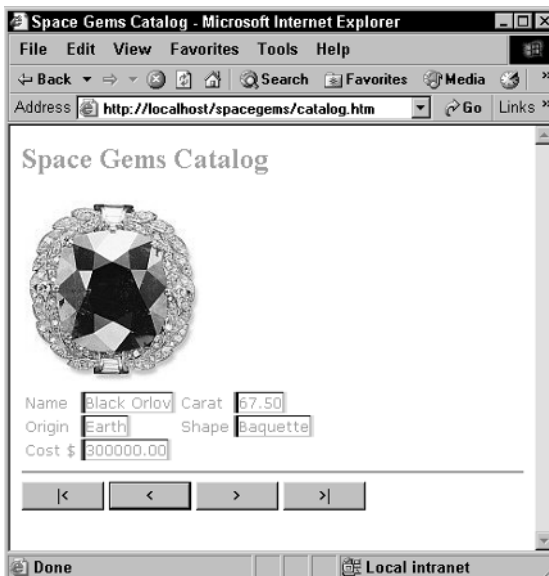 Space Gems Catalog - Microsoft Internet Explorer
File Edit View Favorites Tools Help
Back Search Favorites Media »
Address http://localhost/spacegems/catalog.htm Go Links »
Space Gems Catalog
Name Black Orlov Carat 67.50
Origin Earth Shape Baquette
Cost $ 300000.00
|< < > >|
Done Local intranet